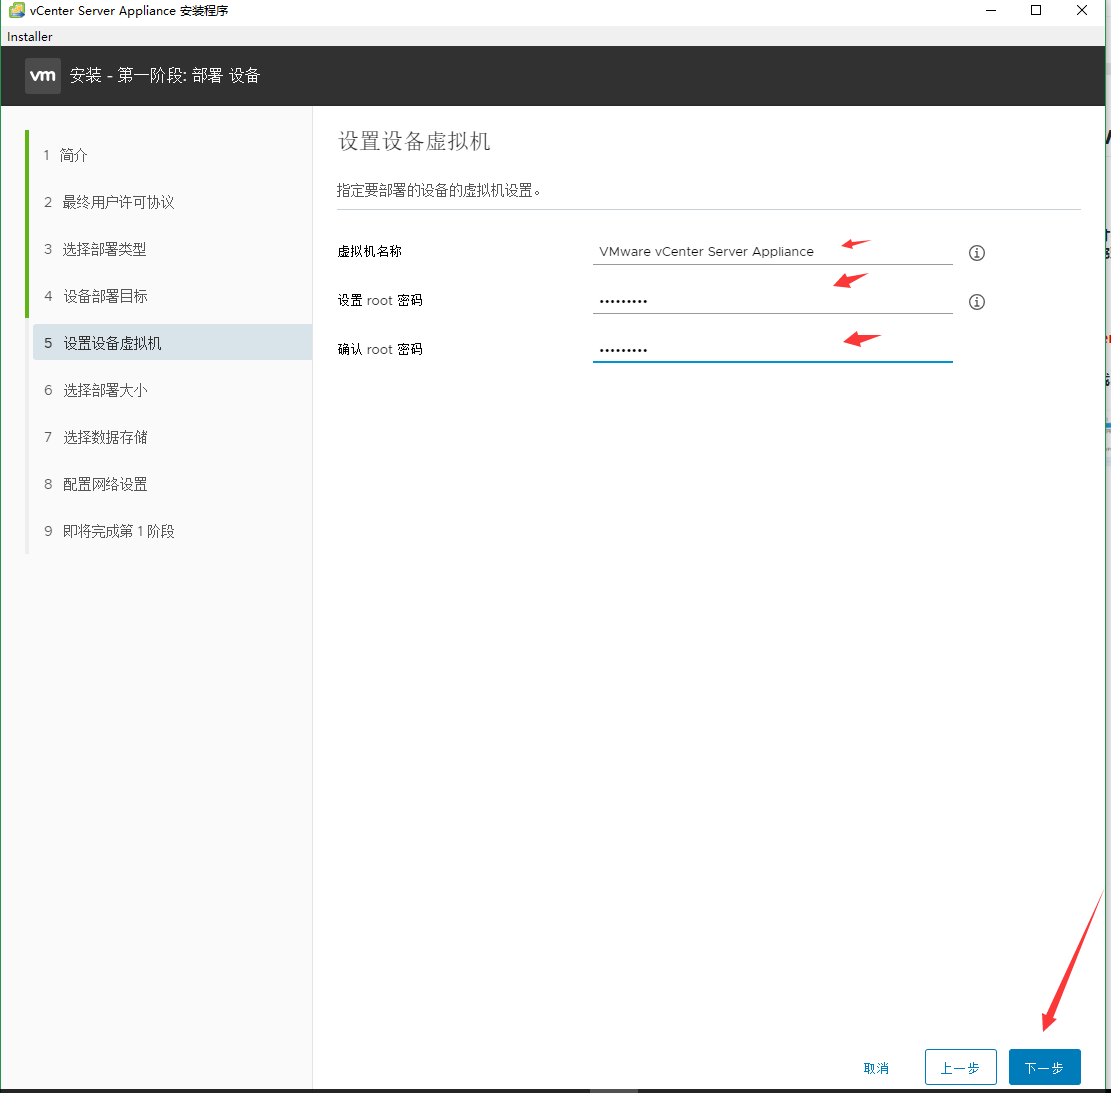 vCenter Server Appliance 安装程序
Installer
vm 安装 - 第一阶段: 部署 设备
1 简介
2 最终用户许可协议
3 选择部署类型
4 设备部署目标
5 设置设备虚拟机
6 选择部署大小
7 选择数据存储
8 配置网络设置
9 即将完成第 1 阶段
设置设备虚拟机
指定要部署的设备的虚拟机设置。
虚拟机名称 VMware vCenter Server Appliance
设置 root 密码 •••••••••
确认 root 密码 •••••••••
取消 上一步 下一步